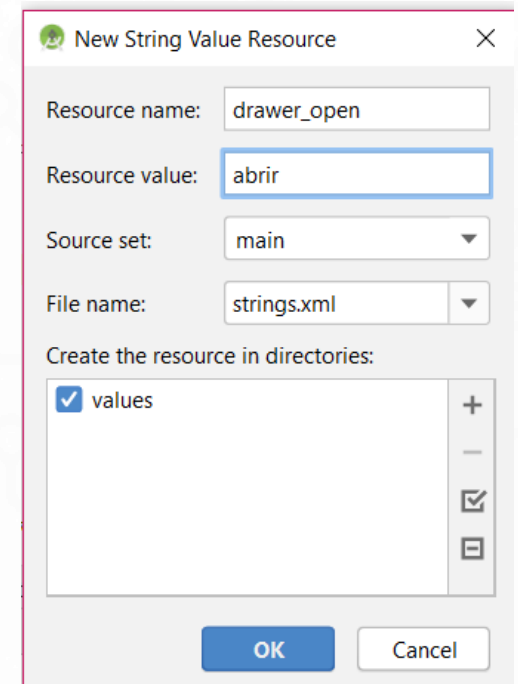 New String Value Resource
Resource name: drawer_open
Resource value: abrir
Source set: main
File name: strings.xml
Create the resource in directories:
values
OK Cancel